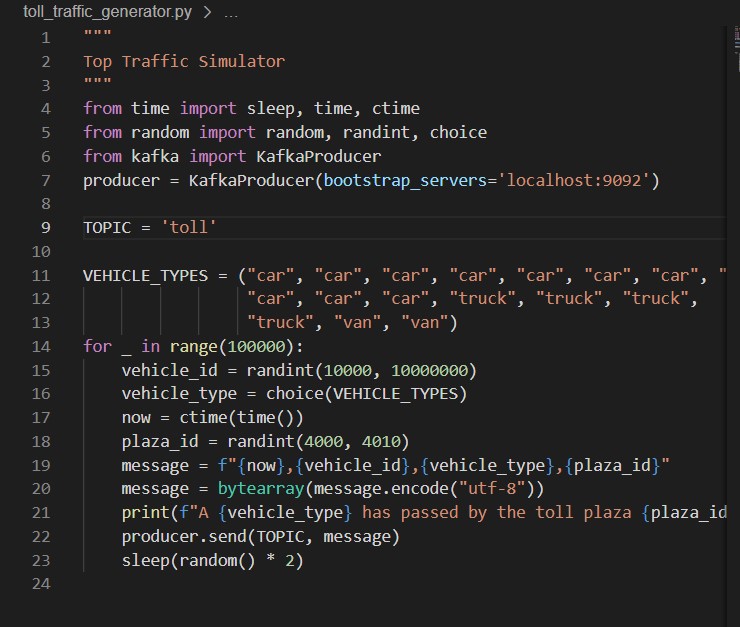 toll_traffic_generator.py > ...
1 """
2 Top Traffic Simulator
3 """
4 from time import sleep, time, ctime
5 from random import random, randint, choice
6 from kafka import KafkaProducer
7 producer = KafkaProducer(bootstrap_servers='localhost:9092')
8
9 TOPIC = 'toll'
10
11 VEHICLE_TYPES = ("car", "car", "car", "car", "car", "car", "car", "
12                  "car", "car", "car", "truck", "truck", "truck",
13                  "truck", "van", "van")
14 for _ in range(100000):
15     vehicle_id = randint(10000, 10000000)
16     vehicle_type = choice(VEHICLE_TYPES)
17     now = ctime(time())
18     plaza_id = randint(4000, 4010)
19     message = f"{now},{vehicle_id},{vehicle_type},{plaza_id}"
20     message = bytearray(message.encode("utf-8"))
21     print(f"A {vehicle_type} has passed by the toll plaza {plaza_id
22     producer.send(TOPIC, message)
23     sleep(random() * 2)
24